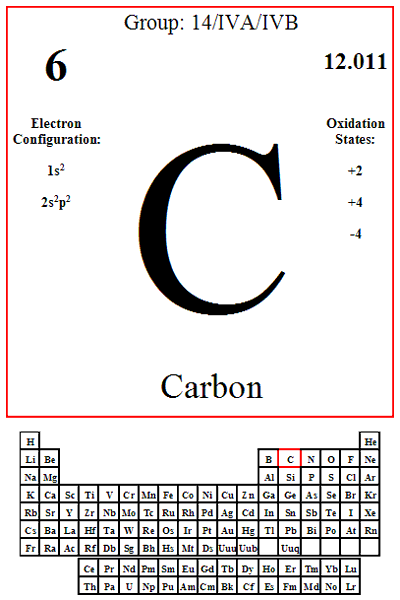 Group: 14/IVA/IVB
6
12.011
Electron
Configuration:
1s²
2s²p²
Oxidation
States:
+2
+4
-4
C
Carbon
H He
Li Be B C N O F Ne
Na Mg Al Si P S Cl Ar
K Ca Sc Ti V Cr Mn Fe Co Ni Cu Zn Ga Ge As Se Br Kr
Rb Sr Y Zr Nb Mo Tc Ru Rh Pd Ag Cd In Sn Sb Te I Xe
Cs Ba La Hf Ta W Re Os Ir Pt Au Hg Tl Pb Bi Po At Rn
Fr Ra Ac Rf Db Sg Bh Hs Mt Ds Uuu Uub Uuq
Ce Pr Nd Pm Sm Eu Gd Tb Dy Ho Er Tm Yb Lu
Th Pa U Np Pu Am Cm Bk Cf Es Fm Md No Lr